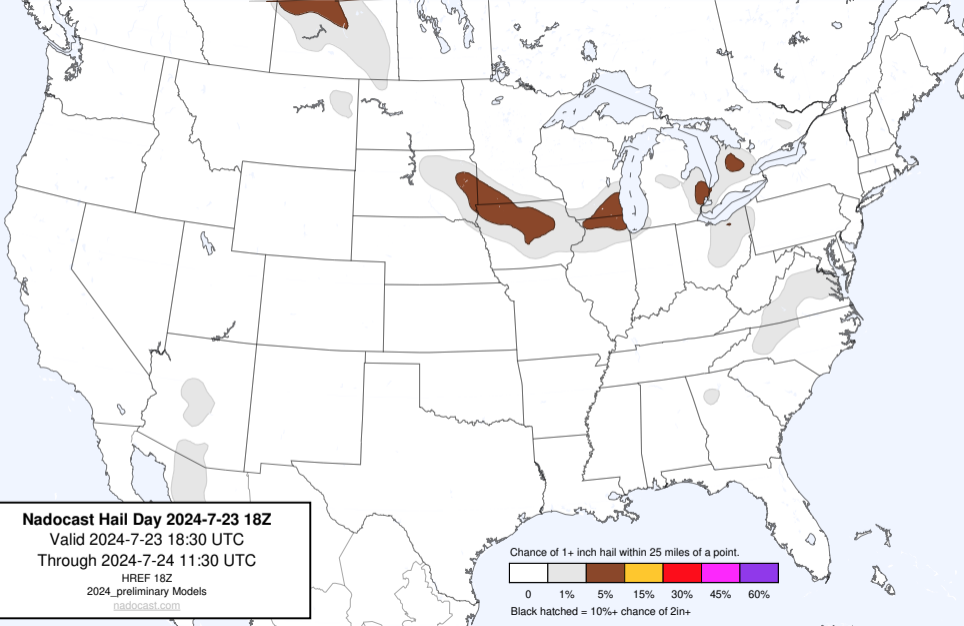 Nadocast Hail Day 2024-7-23 18Z
Valid 2024-7-23 18:30 UTC
Through 2024-7-24 11:30 UTC
HREF 18Z
2024_preliminary Models
nadocast.com
Chance of 1+ inch hail within 25 miles of a point.
0 1% 5% 15% 30% 45% 60%
Black hatched = 10%+ chance of 2in+